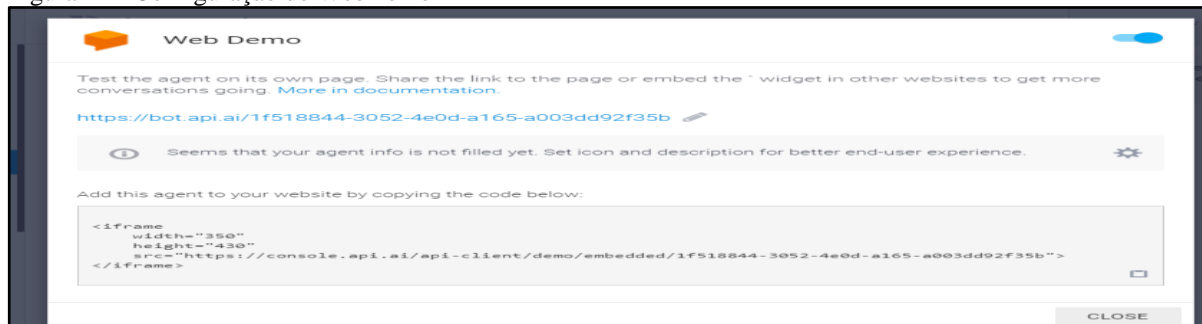 Web Demo
Test the agent on its own page. Share the link to the page or embed the ` widget in other websites to get more
conversations going. More in documentation.
https://bot.api.ai/1f518844-3052-4e0d-a165-a003dd92f35b
Seems that your agent info is not filled yet. Set icon and description for better end-user experience.
Add this agent to your website by copying the code below:
<iframe
width="350"
height="430"
src="https://console.api.ai/api-client/demo/embedded/1f518844-3052-4e0d-a165-a003dd92f35b">
</iframe>
CLOSE